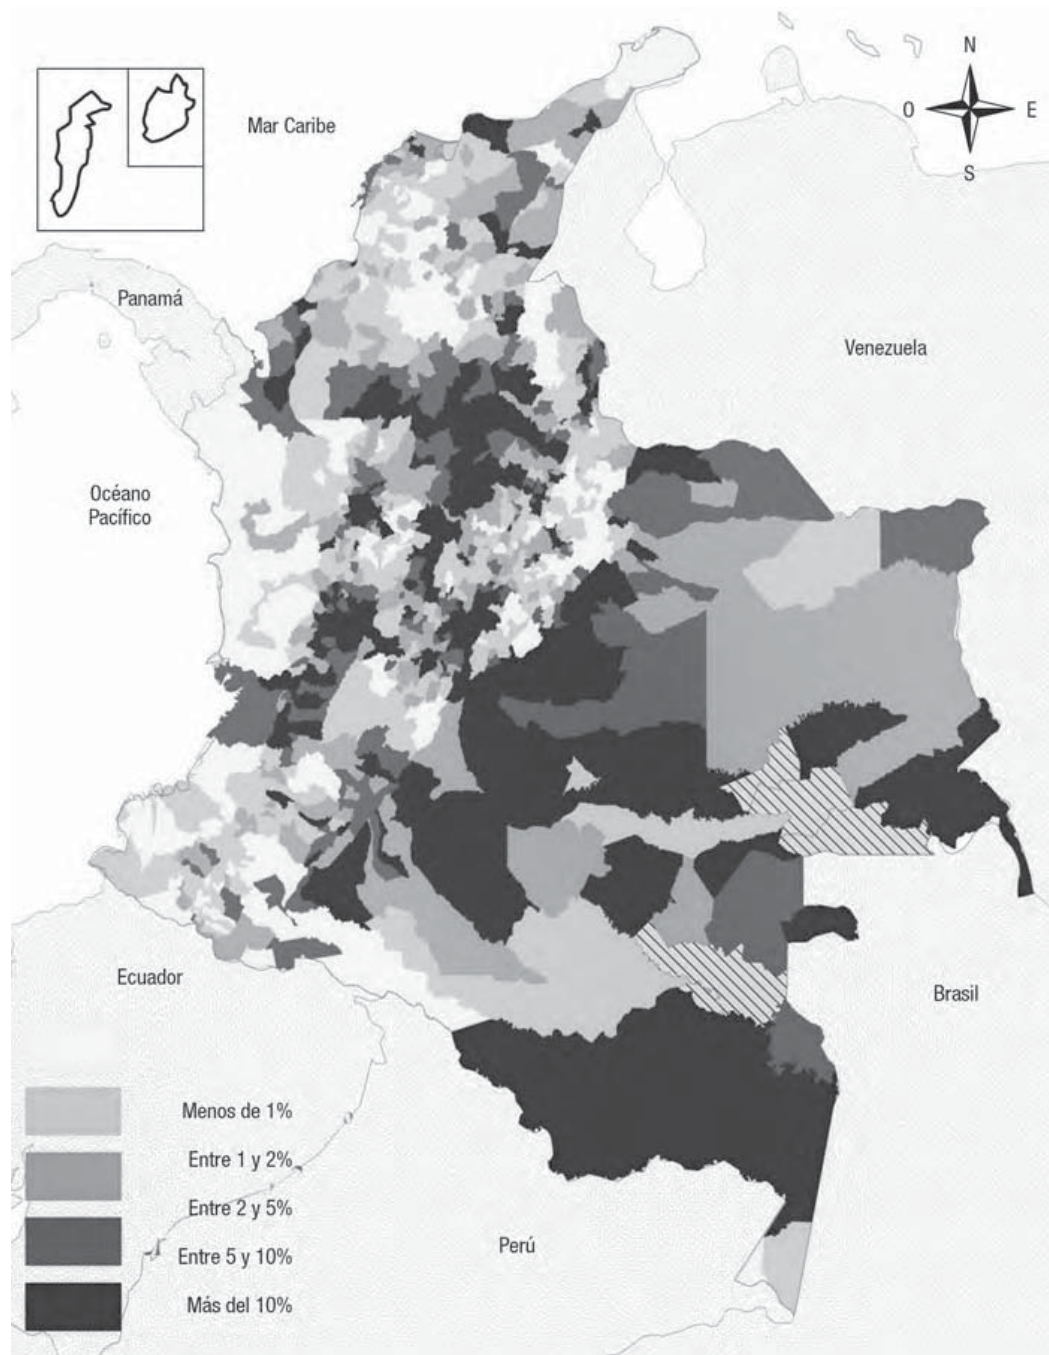 N
O
E
S
Mar Caribe
Panamá
Venezuela
Océano
Pacífico
Ecuador
Brasil
Perú
Menos de 1%
Entre 1 y 2%
Entre 2 y 5%
Entre 5 y 10%
Más del 10%